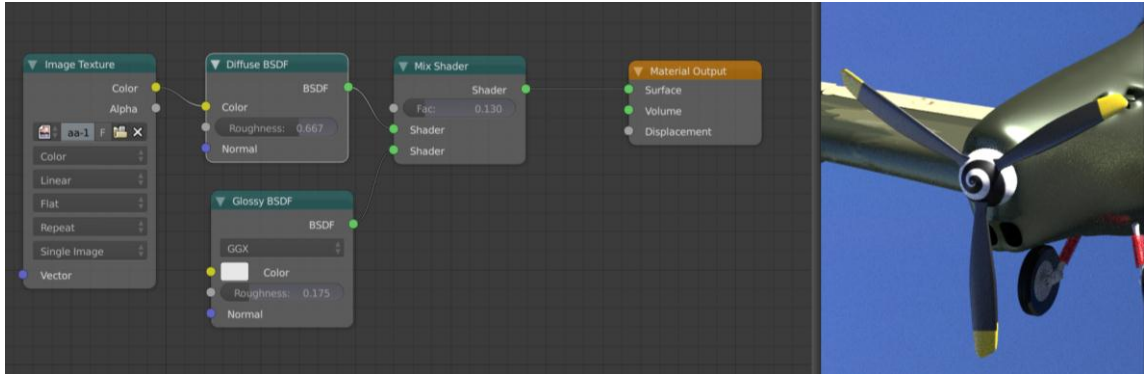 Image Texture
Color
Alpha
aa-1 F
Color
Linear
Flat
Repeat
Single Image
Vector
Diffuse BSDF
BSDF
Color
Roughness: 0.667
Normal
Glossy BSDF
BSDF
GGX
Color
Roughness: 0.175
Normal
Mix Shader
Shader
Fac: 0.130
Shader
Shader
Material Output
Surface
Volume
Displacement